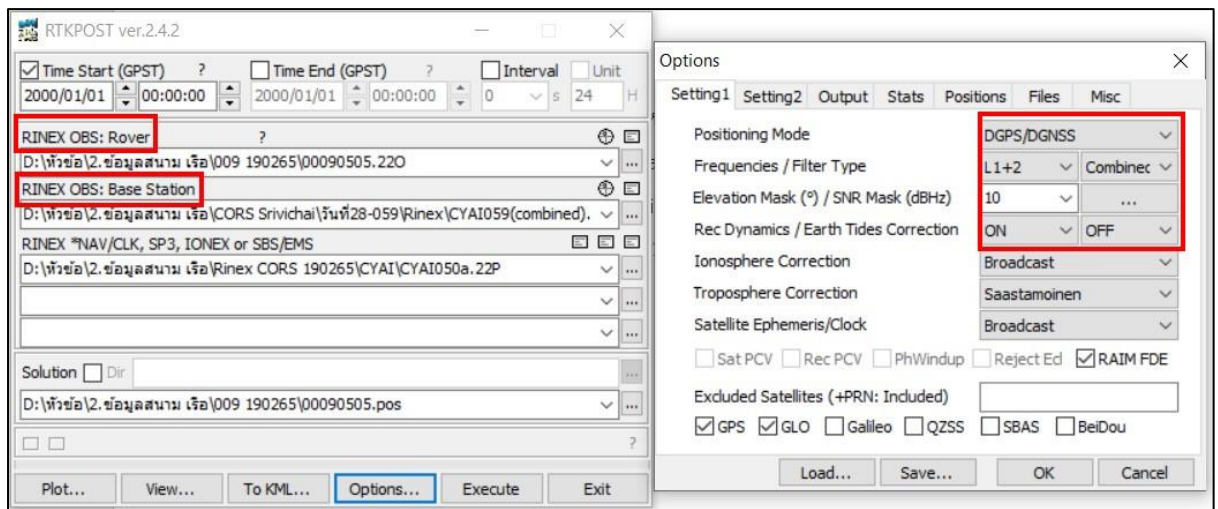 RTKPOST ver.2.4.2
Time Start (GPST) ? Time End (GPST) ? Interval Unit
2000/01/01 00:00:00 2000/01/01 00:00:00 0 s 24 H
RINEX OBS: Rover ?
D:\หัวข้อ\2.ข้อมูลสนาม เรือ\009 190265\00090505.22O
...
RINEX OBS: Base Station
D:\หัวข้อ\2.ข้อมูลสนาม เรือ\CORS Srivichai\วันที่28-059\Rinex\CYAI059(combined).
...
RINEX *NAV/CLK, SP3, IONEX or SBS/EMS
D:\หัวข้อ\2.ข้อมูลสนาม เรือ\Rinex CORS 190265\CYAI\CYAI050a.22P
...
...
...
Solution Dir
...
D:\หัวข้อ\2.ข้อมูลสนาม เรือ\009 190265\00090505.pos
...
?
Plot... View... To KML... Options... Execute Exit
Options
Setting1 Setting2 Output Stats Positions Files Misc
Positioning Mode DGPS/DGNSS
Frequencies / Filter Type L1+2 Combinec
Elevation Mask (°) / SNR Mask (dBHz) 10 ...
Rec Dynamics / Earth Tides Correction ON OFF
Ionosphere Correction Broadcast
Troposphere Correction Saastamoinen
Satellite Ephemeris/Clock Broadcast
Sat PCV Rec PCV PhWindup Reject Ed RAIM FDE
Excluded Satellites (+PRN: Included)
GPS GLO Galileo QZSS SBAS BeiDou
Load... Save... OK Cancel